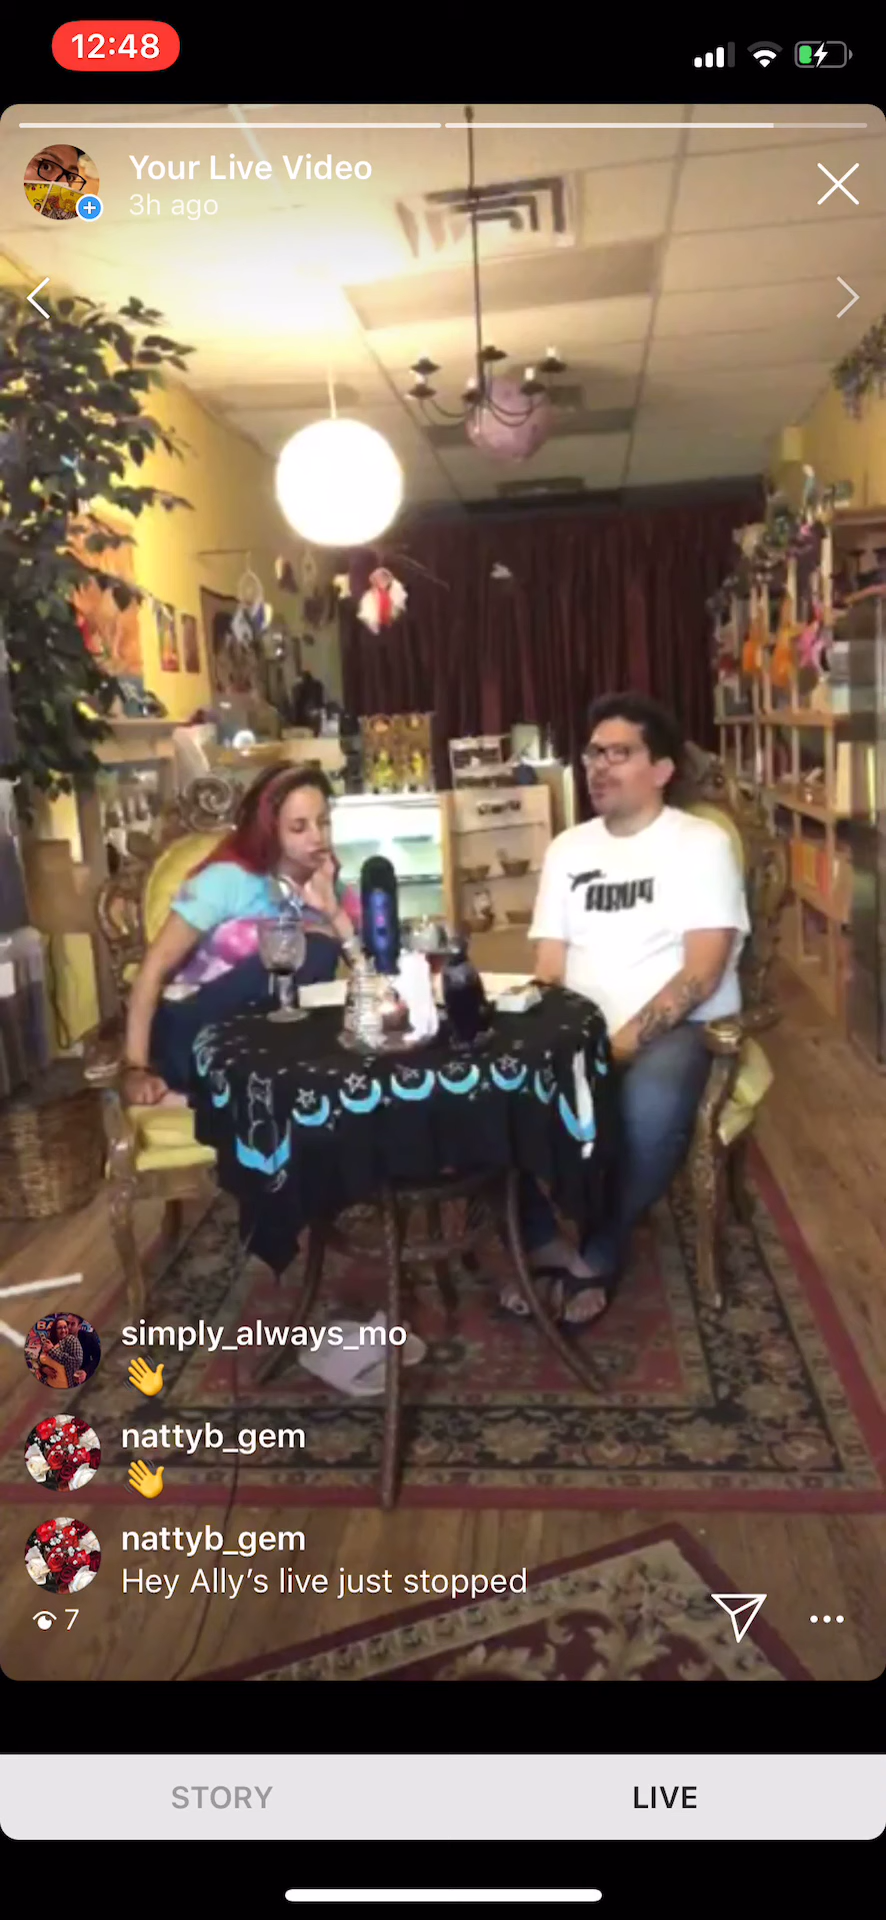 12:48
Your Live Video
3h ago
simply_always_mo
👋
nattyb_gem
👋
nattyb_gem
Hey Ally’s live just stopped
7
STORY
LIVE